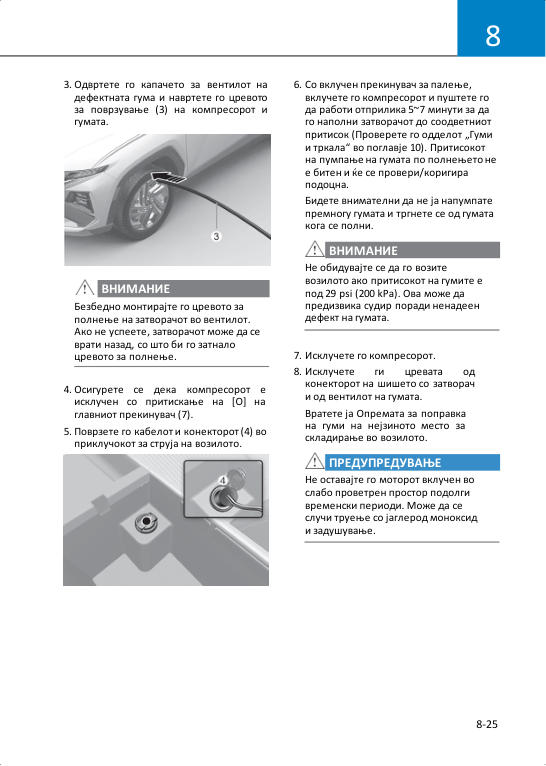 8
3. Одвртете го капачето за вентилот на
дефектната гума и навртете го цревото
за поврзување (3) на компресорот и
гумата.
3
ВНИМАНИЕ
Безбедно монтирајте го цревото за
полнење на затворачот во вентилот.
Ако не успеете, затворачот може да се
врати назад, со што би го затнало
цревото за полнење.
4. Осигурете се дека компресорот е
исклучен со притискање на [O] на
главниот прекинувач (7).
5. Поврзете го кабелот и конекторот (4) во
приклучокот за струја на возилото.
4
6. Со вклучен прекинувач за палење,
вклучете го компресорот и пуштете го
да работи отприлика 5~7 минути за да
го наполни затворачот до соодветниот
притисок (Проверете го одделот „Гуми
и тркала“ во поглавје 10). Притисокот
на пумпање на гумата по полнењето не
е битен и ќе се провери/коригира
подоцна.
Бидете внимателни да не ја напумпате
премногу гумата и тргнете се од гумата
кога се полни.
ВНИМАНИЕ
Не обидувајте се да го возите
возилото ако притисокот на гумите е
под 29 psi (200 kPa). Ова може да
предизвика судир поради ненадеен
дефект на гумата.
7. Исклучете го компресорот.
8. Исклучете ги цревата од
конекторот на шишето со затворач
и од вентилот на гумата.
Вратете ја Опремата за поправка
на гуми на нејзиното место за
складирање во возилото.
ПРЕДУПРЕДУВАЊЕ
Не оставајте го моторот вклучен во
слабо проветрен простор подолги
временски периоди. Може да се
случи труење со јаглерод моноксид
и задушување.
8-25